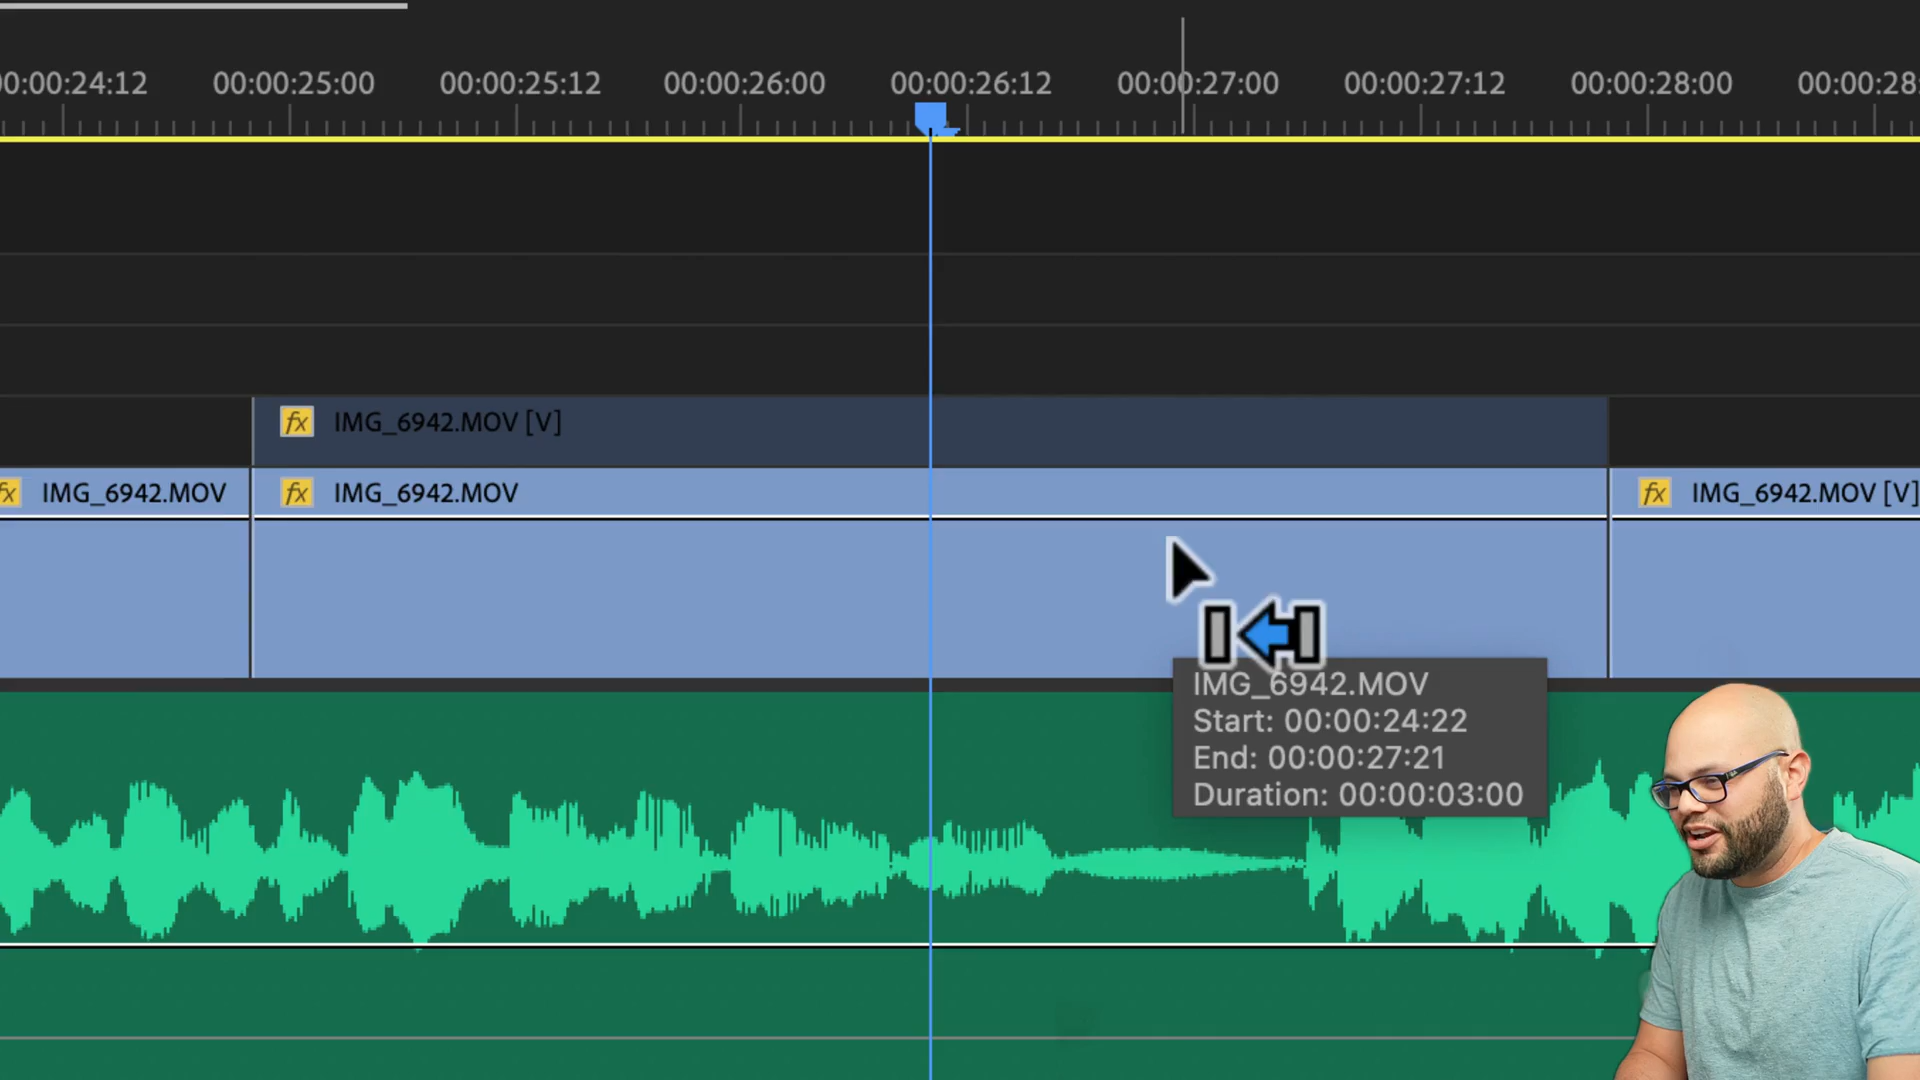 00:00:24:12 00:00:25:00 00:00:25:12 00:00:26:00 00:00:26:12 00:00:27:00 00:00:27:12 00:00:28:00 00:00:28:
fx IMG_6942.MOV [V]
fx IMG_6942.MOV fx IMG_6942.MOV fx IMG_6942.MOV [V]
IMG_6942.MOV
Start: 00:00:24:22
End: 00:00:27:21
Duration: 00:00:03:00